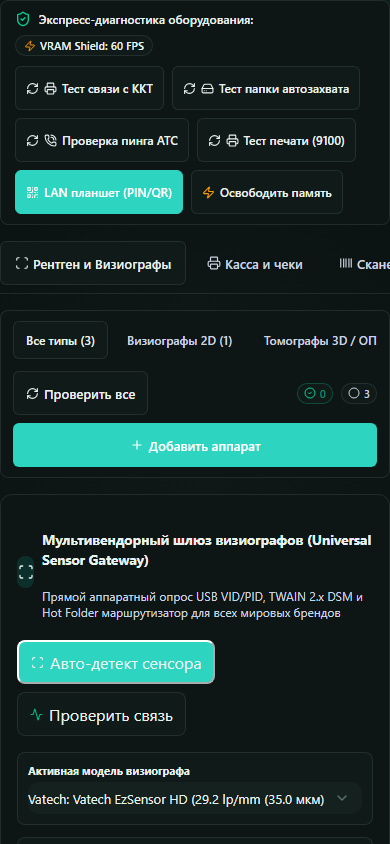 Экспресс-диагностика оборудования:
VRAM Shield: 60 FPS
Тест связи с ККТ
Тест папки автозахвата
Проверка пинга АТС
Тест печати (9100)
LAN планшет (PIN/QR)
Освободить память
Рентген и Визиографы
Касса и чеки
Скане
Все типы (3)
Визиографы 2D (1)
Томографы 3D / ОП
Проверить все
0
3
Добавить аппарат
Мультивендорный шлюз визиографов (Universal
Sensor Gateway)
Прямой аппаратный опрос USB VID/PID, TWAIN 2.x DSM и
Hot Folder маршрутизатор для всех мировых брендов
Авто-детект сенсора
Проверить связь
Активная модель визиографа
Vatech: Vatech EzSensor HD (29.2 lp/mm (35.0 мкм)